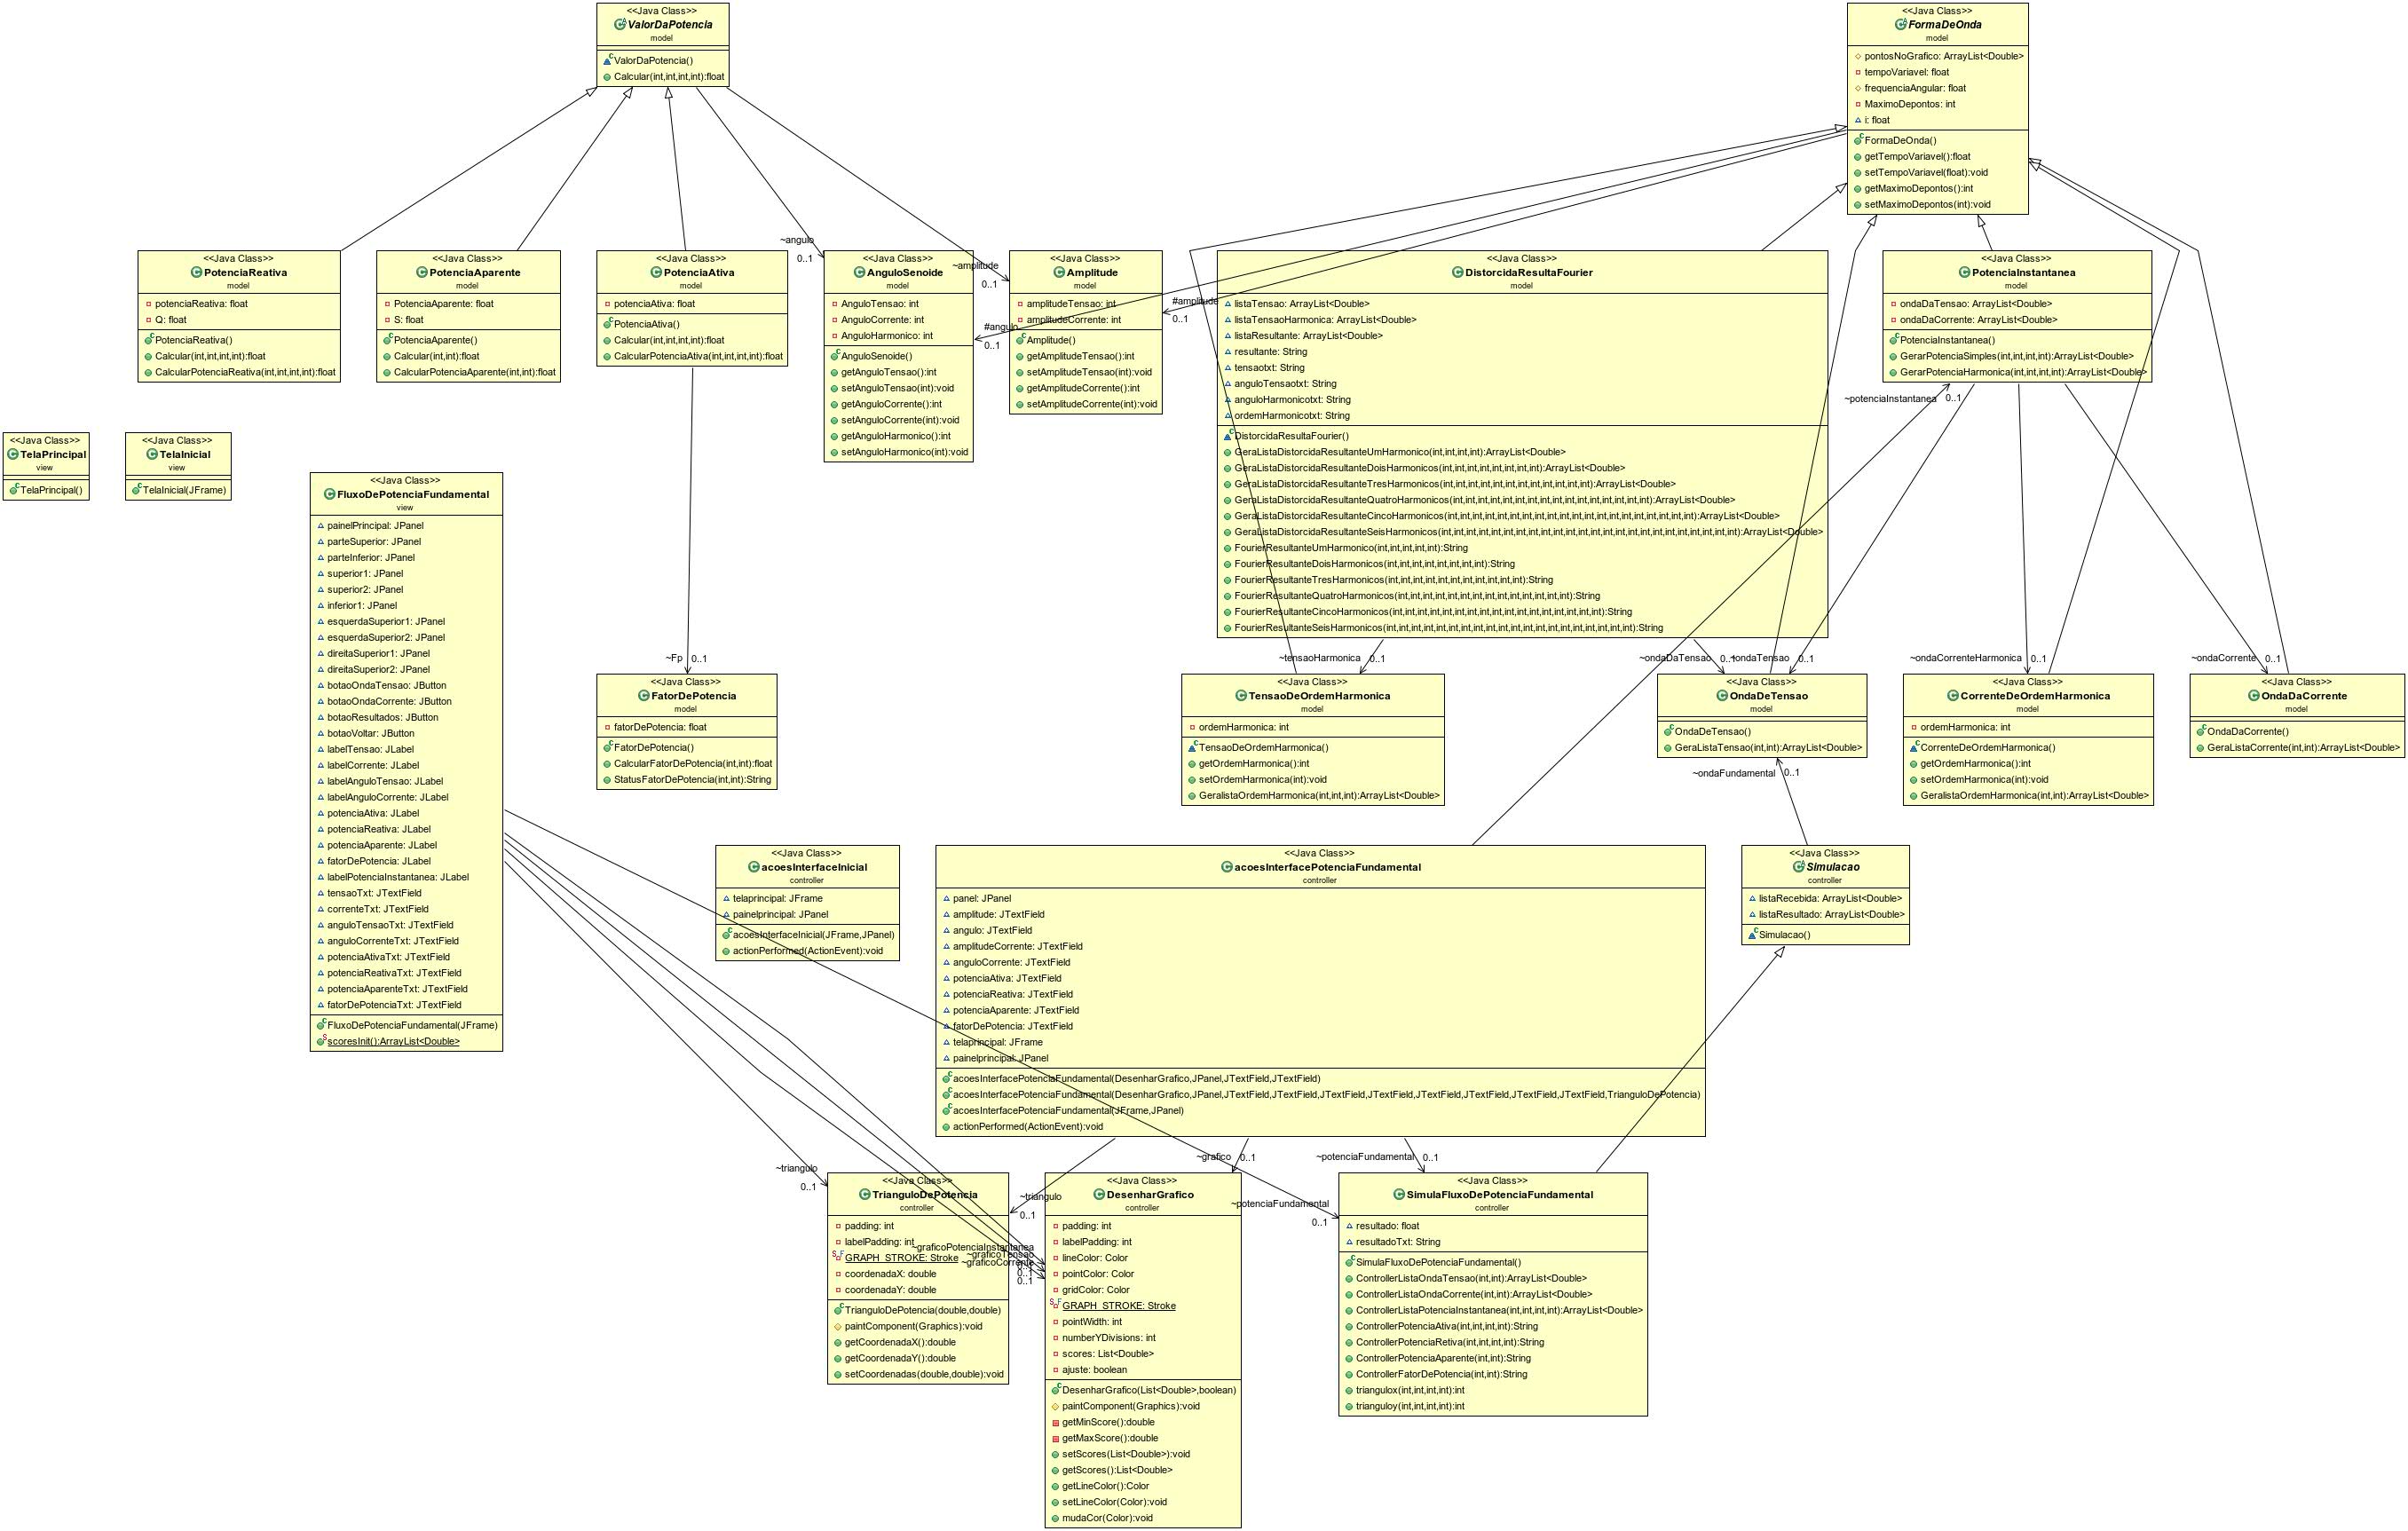 <<Java Class>>
ValorDaPotencia
model
ValorDaPotencia()
Calcular(int,int,int,int):float
<<Java Class>>
FormaDeOnda
model
pontosNoGrafico: ArrayList<Double>
tempoVariavel: float
frequenciaAngular: float
MaximoDepontos: int
i: float
FormaDeOnda()
getTempoVariavel():float
setTempoVariavel(float):void
getMaximoDepontos():int
setMaximoDepontos(int):void
<<Java Class>>
PotenciaReativa
model
potenciaReativa: float
Q: float
PotenciaReativa()
Calcular(int,int,int,int):float
CalcularPotenciaReativa(int,int,int,int):float
<<Java Class>>
PotenciaAparente
model
PotenciaAparente: float
S: float
PotenciaAparente()
Calcular(int,int):float
CalcularPotenciaAparente(int,int):float
<<Java Class>>
PotenciaAtiva
model
potenciaAtiva: float
PotenciaAtiva()
Calcular(int,int,int,int):float
CalcularPotenciaAtiva(int,int,int,int):float
~angulo
0..1
<<Java Class>>
AnguloSenoide
model
AnguloTensao: int
AnguloCorrente: int
AnguloHarmonico: int
AnguloSenoide()
getAnguloTensao():int
setAnguloTensao(int):void
getAnguloCorrente():int
setAnguloCorrente(int):void
getAnguloHarmonico():int
setAnguloHarmonico(int):void
~amplitude
0..1
#angulo
0..1
<<Java Class>>
Amplitude
model
amplitudeTensao: int
amplitudeCorrente: int
Amplitude()
getAmplitudeTensao():int
setAmplitudeTensao(int):void
getAmplitudeCorrente():int
setAmplitudeCorrente(int):void
#amplitude
0..1
<<Java Class>>
DistorcidaResultaFourier
model
listaTensao: ArrayList<Double>
listaTensaoHarmonica: ArrayList<Double>
listaResultante: ArrayList<Double>
resultante: String
tensaotxt: String
anguloTensaotxt: String
anguloHarmonicotxt: String
ordemHarmonicotxt: String
DistorcidaResultaFourier()
GeraListaDistorcidaResultanteUmHarmonico(int,int,int,int):ArrayList<Double>
GeraListaDistorcidaResultanteDoisHarmonicos(int,int,int,int,int,int,int,int):ArrayList<Double>
GeraListaDistorcidaResultanteTresHarmonicos(int,int,int,int,int,int,int,int,int,int,int,int):ArrayList<Double>
GeraListaDistorcidaResultanteQuatroHarmonicos(int,int,int,int,int,int,int,int,int,int,int,int,int,int,int,int):ArrayList<Double>
GeraListaDistorcidaResultanteCincoHarmonicos(int,int,int,int,int,int,int,int,int,int,int,int,int,int,int,int,int,int,int,int):ArrayList<Double>
GeraListaDistorcidaResultanteSeisHarmonicos(int,int,int,int,int,int,int,int,int,int,int,int,int,int,int,int,int,int,int,int,int,int,int,int):ArrayList<Double>
FourierResultanteUmHarmonico(int,int,int,int,int):String
FourierResultanteDoisHarmonicos(int,int,int,int,int,int,int,int):String
FourierResultanteTresHarmonicos(int,int,int,int,int,int,int,int,int,int,int):String
FourierResultanteQuatroHarmonicos(int,int,int,int,int,int,int,int,int,int,int,int,int,int):String
FourierResultanteCincoHarmonicos(int,int,int,int,int,int,int,int,int,int,int,int,int,int,int,int,int):String
FourierResultanteSeisHarmonicos(int,int,int,int,int,int,int,int,int,int,int,int,int,int,int,int,int,int,int,int):String
<<Java Class>>
PotenciaInstantanea
model
ondaDaTensao: ArrayList<Double>
ondaDaCorrente: ArrayList<Double>
PotenciaInstantanea()
GerarPotenciaSimples(int,int,int,int):ArrayList<Double>
GerarPotenciaHarmonica(int,int,int,int):ArrayList<Double>
~potenciaInstantanea
0..1
<<Java Class>>
TelaPrincipal
view
TelaPrincipal()
<<Java Class>>
TelaInicial
view
TelaInicial(JFrame)
<<Java Class>>
FluxoDePotenciaFundamental
view
painelPrincipal: JPanel
parteSuperior: JPanel
parteInferior: JPanel
superior1: JPanel
superior2: JPanel
inferior1: JPanel
esquerdaSuperior1: JPanel
esquerdaSuperior2: JPanel
direitaSuperior1: JPanel
direitaSuperior2: JPanel
botaoOndaTensao: JButton
botaoOndaCorrente: JButton
botaoResultados: JButton
botaoVoltar: JButton
labelTensao: JLabel
labelCorrente: JLabel
labelAnguloTensao: JLabel
labelAnguloCorrente: JLabel
potenciaAtiva: JLabel
potenciaReativa: JLabel
potenciaAparente: JLabel
fatorDePotencia: JLabel
labelPotenciaInstantanea: JLabel
tensaoTxt: JTextField
correnteTxt: JTextField
anguloTensaoTxt: JTextField
anguloCorrenteTxt: JTextField
potenciaAtivaTxt: JTextField
potenciaReativaTxt: JTextField
potenciaAparenteTxt: JTextField
fatorDePotenciaTxt: JTextField
FluxoDePotenciaFundamental(JFrame)
scoresInit():ArrayList<Double>
~Fp
0..1
<<Java Class>>
FatorDePotencia
model
fatorDePotencia: float
FatorDePotencia()
CalcularFatorDePotencia(int,int):float
StatusFatorDePotencia(int,int):String
~tensaoHarmonica
0..1
<<Java Class>>
TensaoDeOrdemHarmonica
model
ordemHarmonica: int
TensaoDeOrdemHarmonica()
getOrdemHarmonica():int
setOrdemHarmonica(int):void
GeralistaOrdemHarmonica(int,int,int):ArrayList<Double>
~ondaDaTensao
0..1
ondaTensao
0..1
<<Java Class>>
OndaDeTensao
model
OndaDeTensao()
GeraListaTensao(int,int):ArrayList<Double>
~ondaFundamental
0..1
~ondaCorrenteHarmonica
0..1
<<Java Class>>
CorrenteDeOrdemHarmonica
model
ordemHarmonica: int
CorrenteDeOrdemHarmonica()
getOrdemHarmonica():int
setOrdemHarmonica(int):void
GeralistaOrdemHarmonica(int,int):ArrayList<Double>
~ondaCorrente
0..1
<<Java Class>>
OndaDaCorrente
model
OndaDaCorrente()
GeraListaCorrente(int,int):ArrayList<Double>
<<Java Class>>
acoesInterfaceInicial
controller
telaprincipal: JFrame
painelprincipal: JPanel
acoesInterfaceInicial(JFrame,JPanel)
actionPerformed(ActionEvent):void
<<Java Class>>
acoesInterfacePotenciaFundamental
controller
panel: JPanel
amplitude: JTextField
angulo: JTextField
amplitudeCorrente: JTextField
anguloCorrente: JTextField
potenciaAtiva: JTextField
potenciaReativa: JTextField
potenciaAparente: JTextField
fatorDePotencia: JTextField
telaprincipal: JFrame
painelprincipal: JPanel
acoesInterfacePotenciaFundamental(DesenharGrafico,JPanel,JTextField,JTextField)
acoesInterfacePotenciaFundamental(DesenharGrafico,JPanel,JTextField,JTextField,JTextField,JTextField,JTextField,JTextField,JTextField,JTextField,TrianguloDePotencia)
acoesInterfacePotenciaFundamental(JFrame,JPanel)
actionPerformed(ActionEvent):void
<<Java Class>>
Simulacao
controller
listaRecebida: ArrayList<Double>
listaResultado: ArrayList<Double>
Simulacao()
~triangulo
0..1
<<Java Class>>
TrianguloDePotencia
controller
padding: int
labelPadding: int
GRAPH_STROKE: Stroke
coordenadaX: double
coordenadaY: double
TrianguloDePotencia(double,double)
paintComponent(Graphics):void
getCoordenadaX():double
getCoordenadaY():double
setCoordenadas(double,double):void
~triangulo
0..1
~graficoPotenciaInstantanea
~graficoTensao
~graficoCorrente
0..1
0..1
~grafico
0..1
<<Java Class>>
DesenharGrafico
controller
padding: int
labelPadding: int
lineColor: Color
pointColor: Color
gridColor: Color
GRAPH_STROKE: Stroke
pointWidth: int
numberYDivisions: int
scores: List<Double>
ajuste: boolean
DesenharGrafico(List<Double>,boolean)
paintComponent(Graphics):void
getMinScore():double
getMaxScore():double
setScores(List<Double>):void
getScores():List<Double>
getLineColor():Color
setLineColor(Color):void
mudaCor(Color):void
~potenciaFundamental
0..1
~potenciaFundamental
0..1
<<Java Class>>
SimulaFluxoDePotenciaFundamental
controller
resultado: float
resultadoTxt: String
SimulaFluxoDePotenciaFundamental()
ControllerListaOndaTensao(int,int):ArrayList<Double>
ControllerListaOndaCorrente(int,int):ArrayList<Double>
ControllerListaPotenciaInstantanea(int,int,int,int):ArrayList<Double>
ControllerPotenciaAtiva(int,int,int,int):String
ControllerPotenciaRetiva(int,int,int,int):String
ControllerPotenciaAparente(int,int):String
ControllerFatorDePotencia(int,int):String
triangulox(int,int,int,int):int
trianguloy(int,int,int,int):int